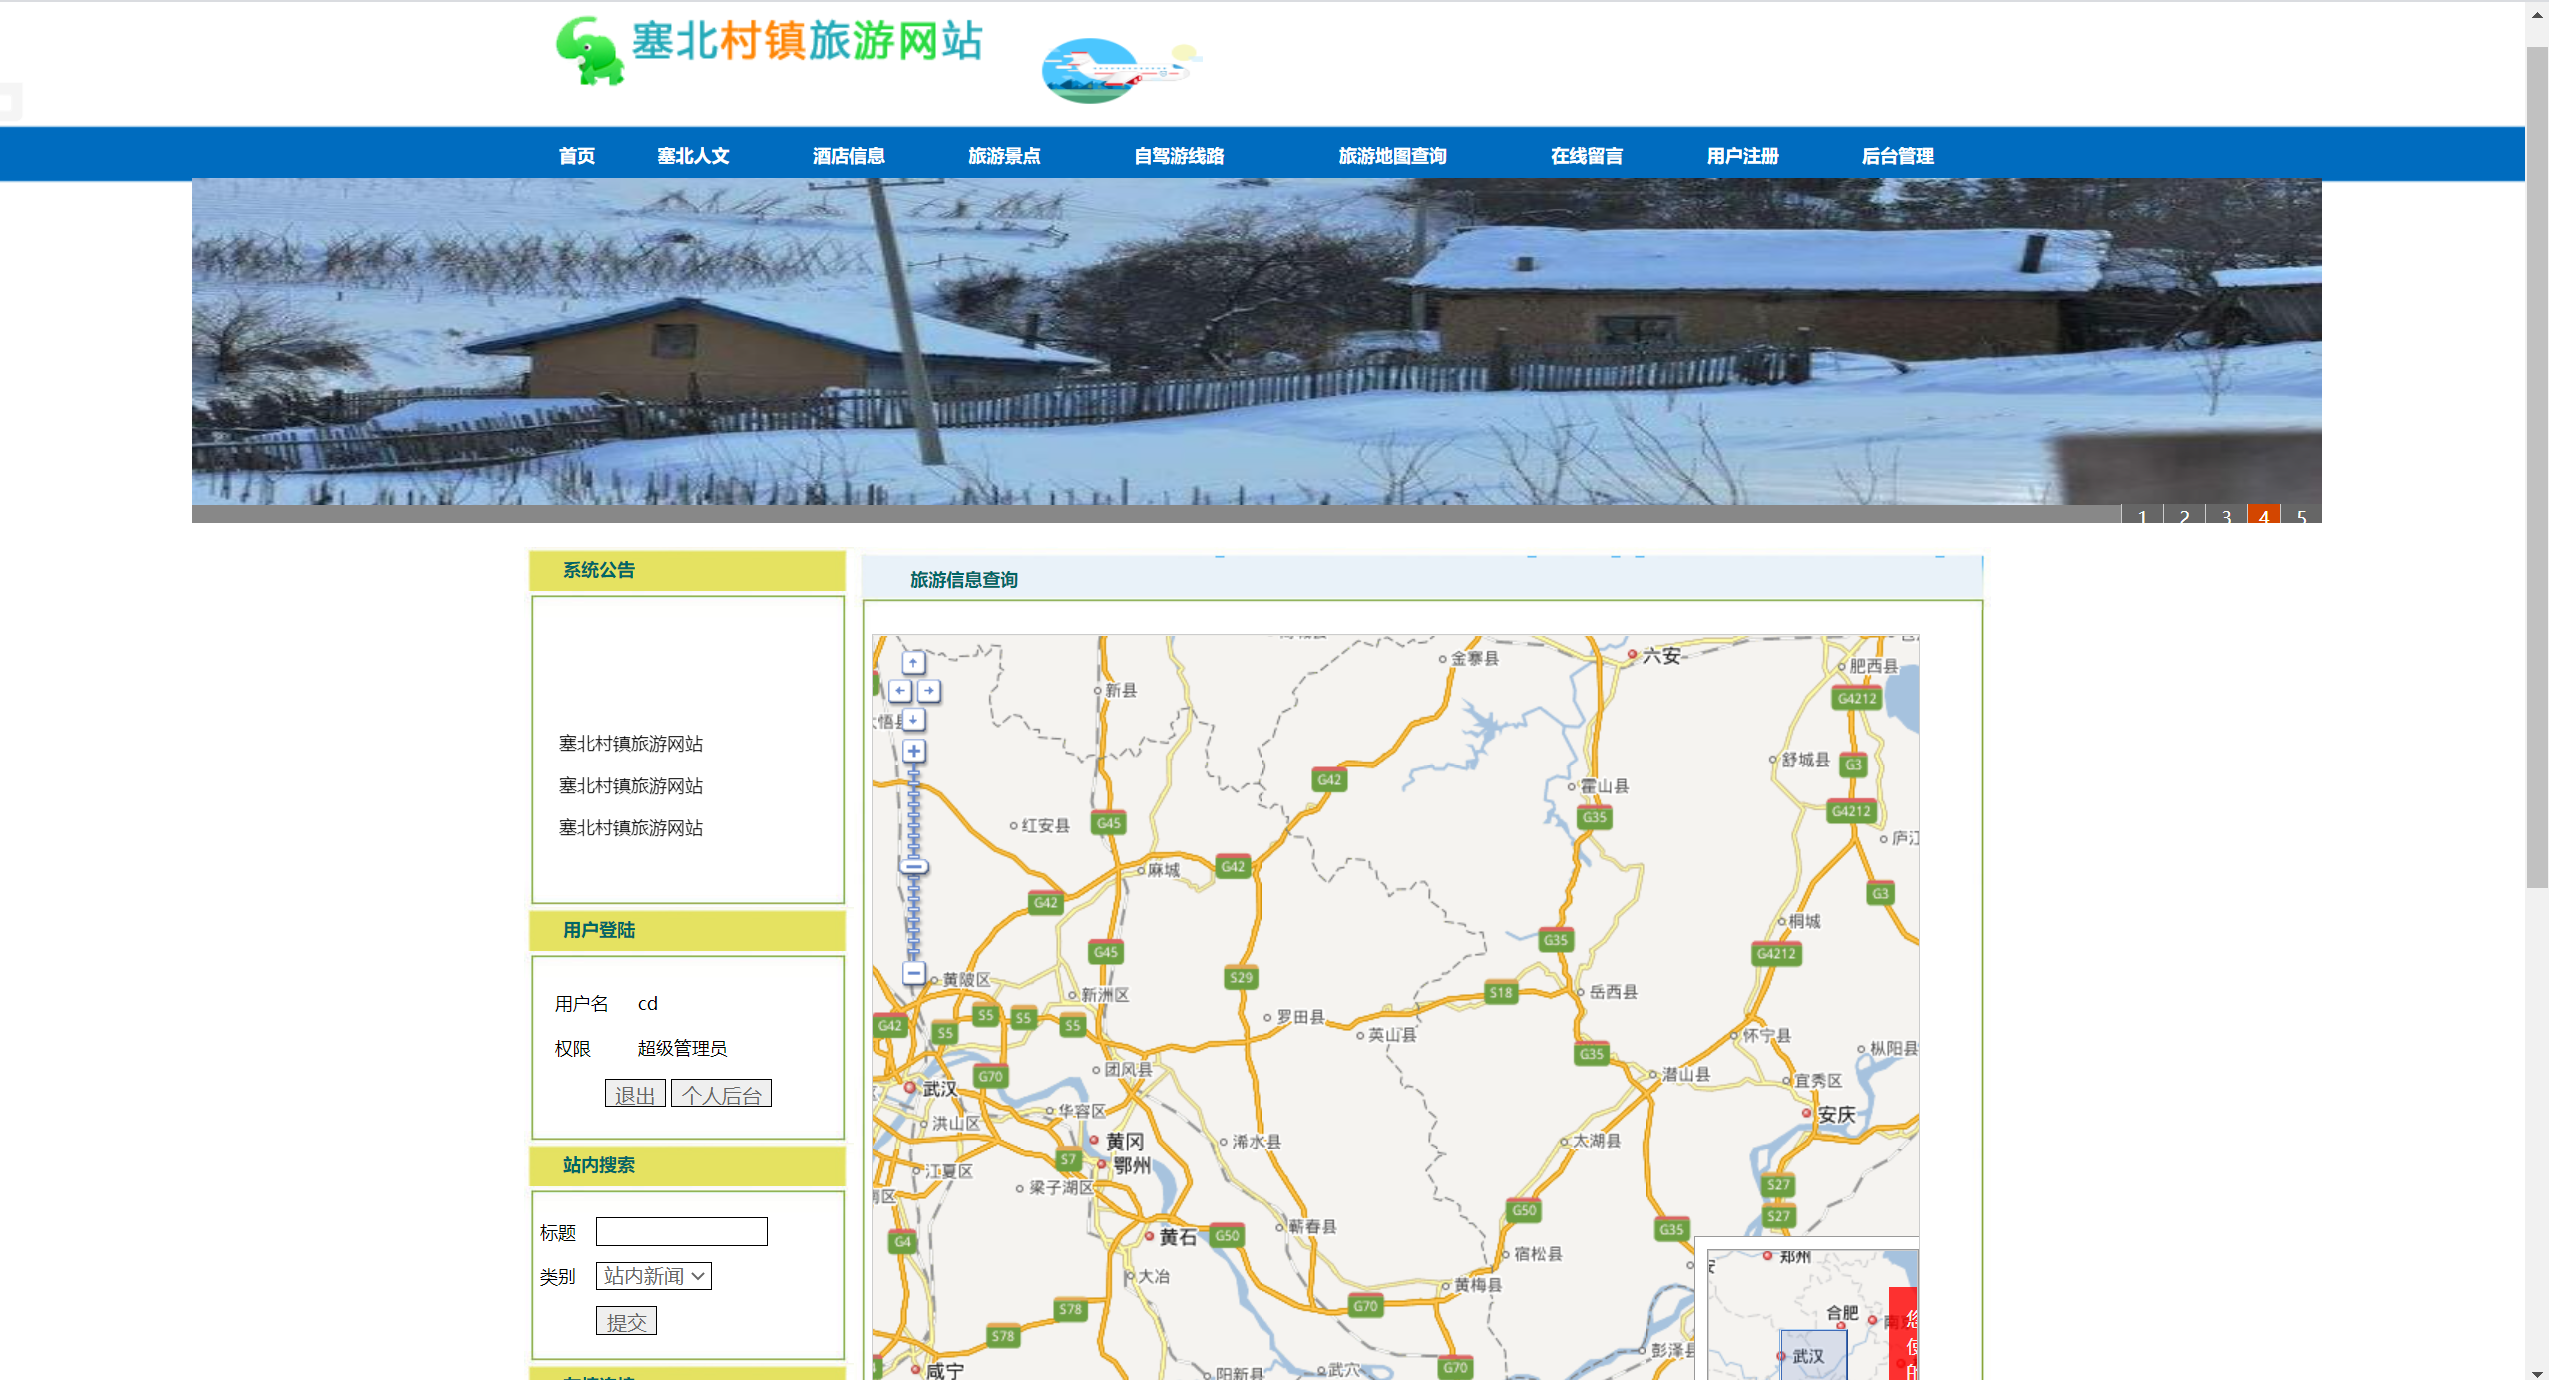 塞北村镇旅游网站
首页 塞北人文 酒店信息 旅游景点 自驾游线路 旅游地图查询 在线留言 用户注册 后台管理
1 2 3 4 5
系统公告
塞北村镇旅游网站
塞北村镇旅游网站
塞北村镇旅游网站
用户登陆
用户名 cd
权限 超级管理员
退出 个人后台
站内搜索
标题
类别 站内新闻
提交
旅游信息查询
金寨县 六安
肥西县
新县
G4212
舒城县 G3
G42
霍山县
G4212
红安县 G45 G35
庐江
麻城 G42
G3
G42
桐城
G35
G45 G4212
黄陂区 S29
新洲区 S18 岳西县
G42 S5 S5 S5 S5
罗田县
英山县 怀宁县
枞阳县
G35
团风县
G70 潜山县 宜秀区
武汉
华容区 安庆
洪山区
黄冈 浠水县 太湖县
S7 鄂州
江夏区
梁子湖区 S27
G50 S27
蕲春县 G35
G4 黄石 G50
宿松县
郑州
大冶 黄梅县
G70
S78 合肥
S78
武汉
彭泽县
咸宁 阳新县 武穴 G70
您
使
的